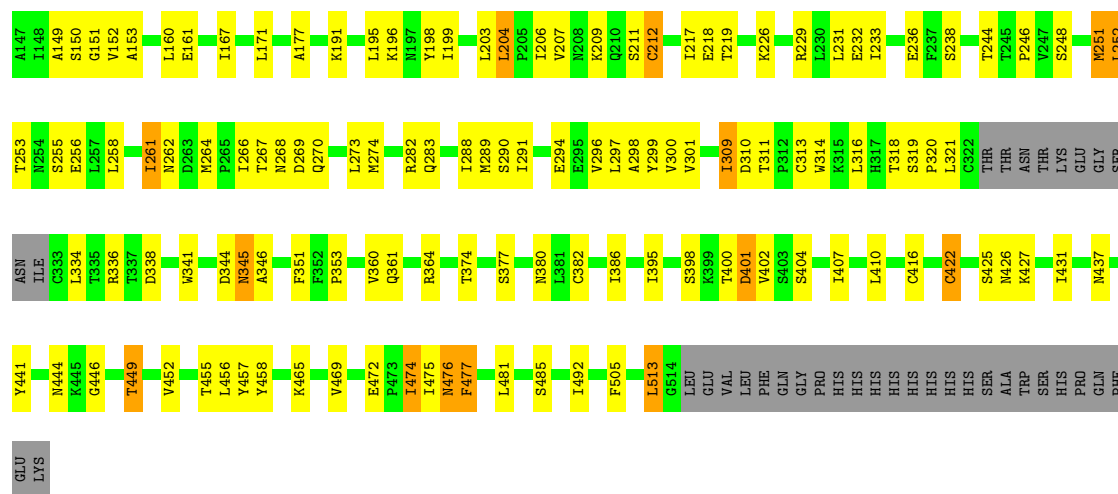 A147 I148 A149 S150 G151 V152 A153 L160 E161 I167 L171 A177 K191 L195 K196 N197 Y198 I199 L203 L204 P205 I206 V207 N208 K209 Q210 S211 C212 I217 E218 T219 K226 R229 L230 L231 E232 I233 E236 F237 S238 T244 T245 P246 V247 S248 M251 L252
T253 N254 S255 E256 L257 L258 I261 N262 D263 M264 P265 I266 T267 N268 D269 Q270 L273 M274 R282 Q283 I288 M289 S290 I291 E294 E295 V296 L297 A298 Y299 V300 V301 I309 D310 T311 P312 C313 W314 K315 L316 H317 T318 S319 P320 L321 C322 THR THR ASN THR LYS GLU GLY SER
ASN ILE C333 L334 T335 R336 T337 D338 W341 D344 N345 A346 F351 F352 P353 V360 Q361 R364 T374 S377 N380 L381 C382 I386 I395 S398 K399 T400 D401 V402 S403 S404 I407 L410 C416 C422 S425 N426 K427 I431 N437
Y441 N444 K445 G446 T449 V452 T455 L456 Y457 Y458 K465 V469 E472 P473 I474 I475 N476 F477 L481 S485 I492 F505 L513 G514 LEU GLU VAL LEU PHE GLN GLY PRO HIS HIS HIS HIS HIS HIS HIS HIS SER ALA TRP SER HIS PRO GLN PHE
GLU LYS